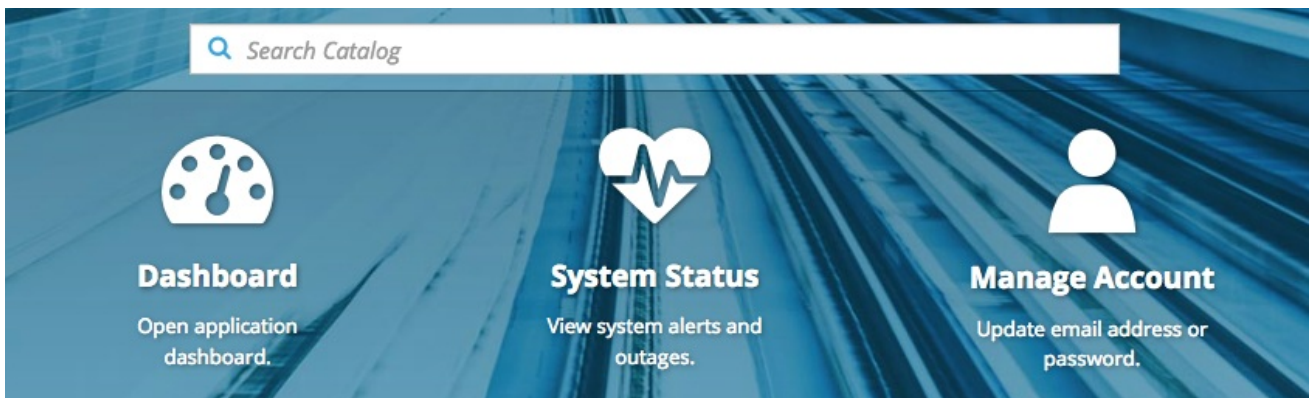 Search Catalog
Dashboard
Open application
dashboard.
System Status
View system alerts and
outages.
Manage Account
Update email address or
password.